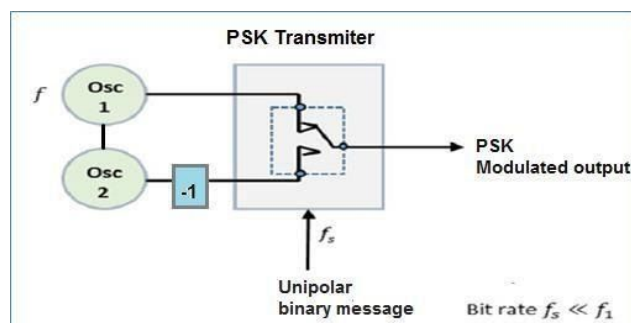 PSK Transmiter
f
Osc
1
Osc
2
-1
PSK
Modulated output
fₛ
Unipolar
binary message
Bit rate fₛ ≪ f₁